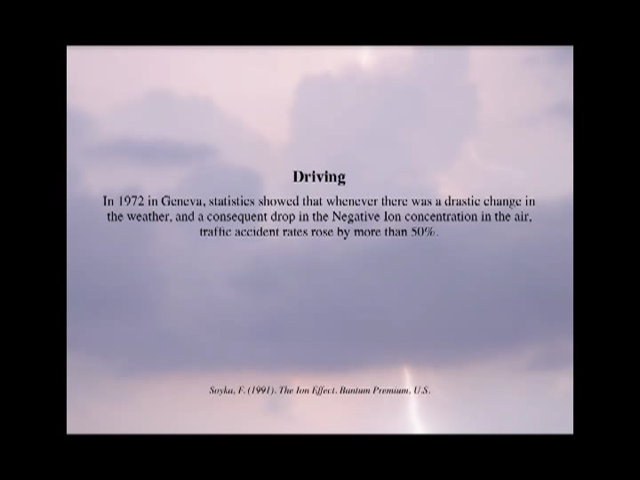 Driving
In 1972 in Geneva, statistics showed that whenever there was a drastic change in
the weather, and a consequent drop in the Negative Ion concentration in the air,
traffic accident rates rose by more than 50%.
Soyka, F. (1991). The Ion Effect. Bantum Premium, U.S.